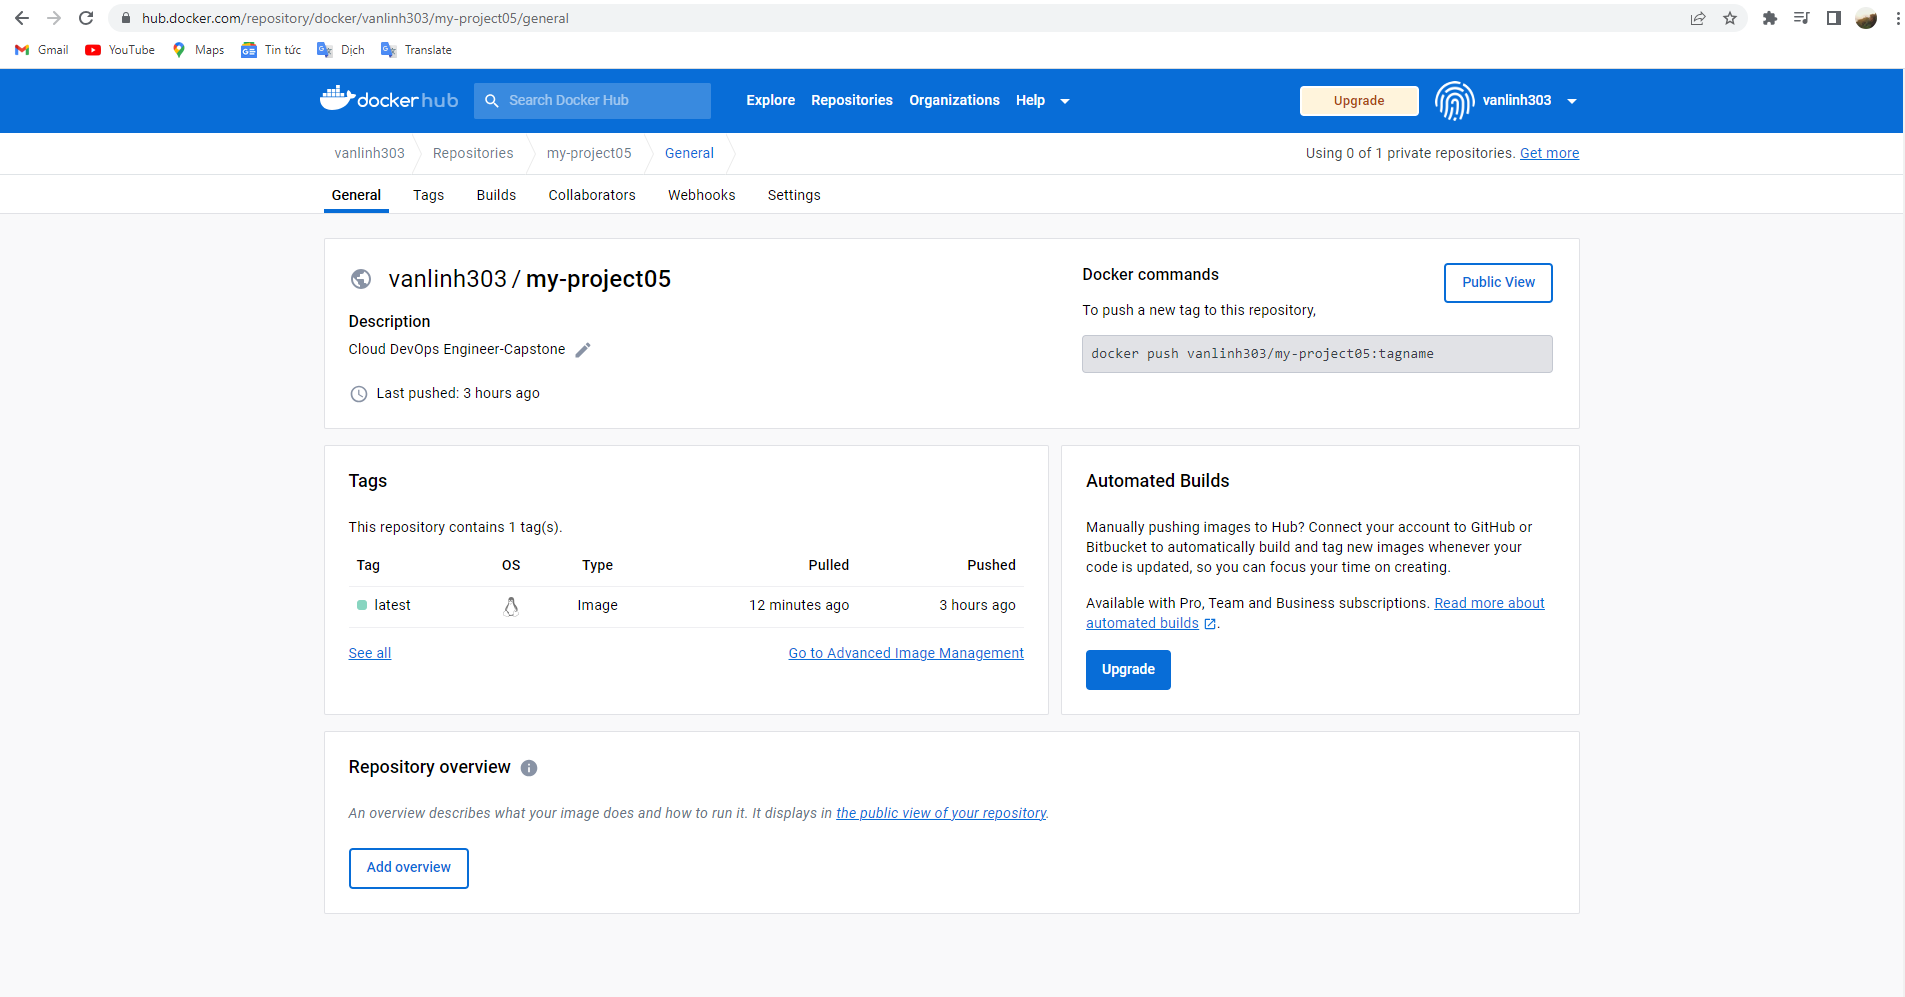 hub.docker.com/repository/docker/vanlinh303/my-project05/general
Gmail YouTube Maps Tin tức Dịch Translate
docker hub Search Docker Hub Explore Repositories Organizations Help Upgrade vanlinh303
vanlinh303 Repositories my-project05 General Using 0 of 1 private repositories. Get more
General Tags Builds Collaborators Webhooks Settings
vanlinh303 / my-project05
Description
Cloud DevOps Engineer-Capstone
Last pushed: 3 hours ago
Docker commands
Public View
To push a new tag to this repository,
docker push vanlinh303/my-project05:tagname
Tags
This repository contains 1 tag(s).
Tag OS Type Pulled Pushed
latest Image 12 minutes ago 3 hours ago
See all Go to Advanced Image Management
Automated Builds
Manually pushing images to Hub? Connect your account to GitHub or
Bitbucket to automatically build and tag new images whenever your
code is updated, so you can focus your time on creating.
Available with Pro, Team and Business subscriptions. Read more about
automated builds .
Upgrade
Repository overview
An overview describes what your image does and how to run it. It displays in the public view of your repository.
Add overview